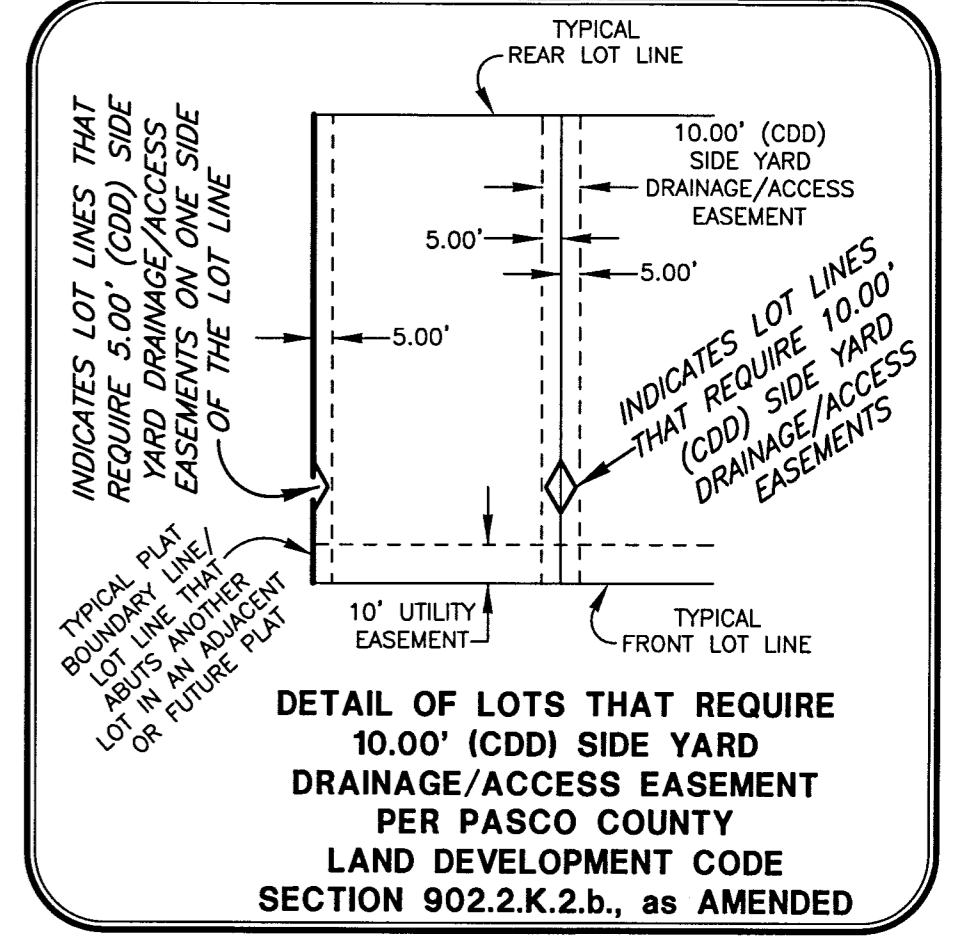 TYPICAL
REAR LOT LINE
INDICATES LOT LINES THAT
REQUIRE 5.00' (CDD) SIDE
YARD DRAINAGE/ACCESS
EASEMENTS ON ONE SIDE
OF THE LOT LINE
10.00' (CDD)
SIDE YARD
DRAINAGE/ACCESS
EASEMENT
5.00'
5.00'
5.00'
INDICATES LOT LINES
THAT REQUIRE 10.00'
(CDD) SIDE YARD
DRAINAGE/ACCESS
EASEMENTS
TYPICAL PLAT
BOUNDARY LINE/
LOT LINE THAT
ABUTS ANOTHER
LOT IN AN ADJACENT
OR FUTURE PLAT
10' UTILITY
EASEMENT
TYPICAL
FRONT LOT LINE
DETAIL OF LOTS THAT REQUIRE
10.00' (CDD) SIDE YARD
DRAINAGE/ACCESS EASEMENT
PER PASCO COUNTY
LAND DEVELOPMENT CODE
SECTION 902.2.K.2.b., as AMENDED